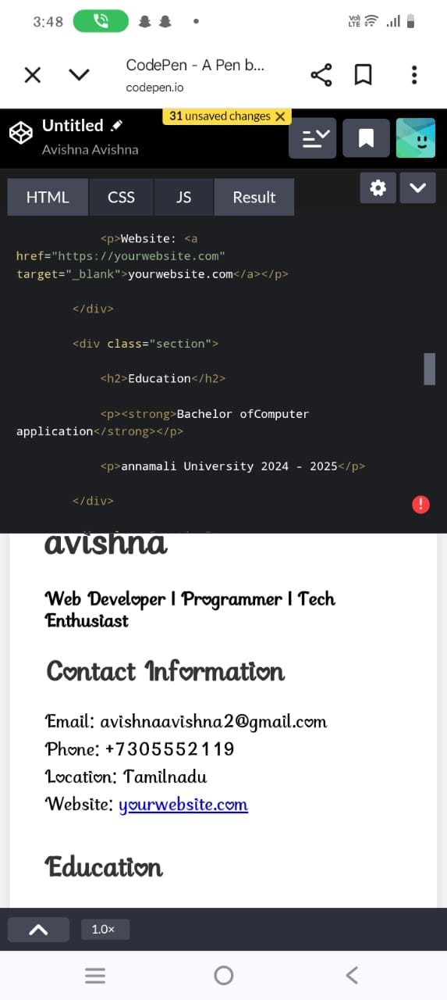 3:48
Vol)
LTE
CodePen - A Pen b...
codepen.io
31 unsaved changes ✕
Untitled
Avishna Avishna
HTML CSS JS Result
<p>Website: <a
href="https://yourwebsite.com"
target="_blank">yourwebsite.com</a></p>
</div>
<div class="section">
<h2>Education</h2>
<p><strong>Bachelor ofComputer
application</strong></p>
<p>annamali University 2024 - 2025</p>
</div>
avishna
Web Developer | Programmer | Tech
Enthusiast
Contact Information
Email: avishnaavishna2@gmail.com
Phone: +7305552119
Location: Tamilnadu
Website: yourwebsite.com
Education
1.0×